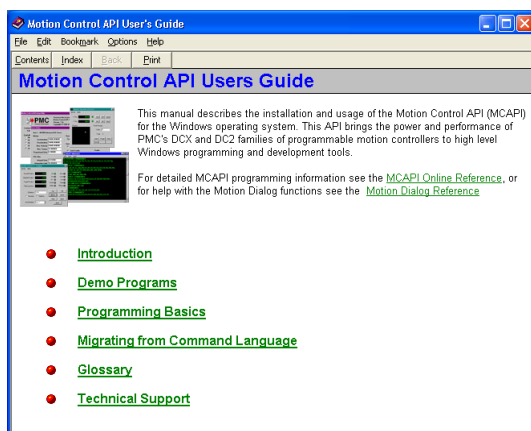 Motion Control API User's Guide
File Edit Bookmark Options Help
Contents Index Back Print
Motion Control API Users Guide
PMC
This manual describes the installation and usage of the Motion Control API (MCAPI)
for the Windows operating system. This API brings the power and performance of
PMC's DCX and DC2 families of programmable motion controllers to high level
Windows programming and development tools.
For detailed MCAPI programming information see the MCAPI Online Reference, or
for help with the Motion Dialog functions see the Motion Dialog Reference
Introduction
Demo Programs
Programming Basics
Migrating from Command Language
Glossary
Technical Support